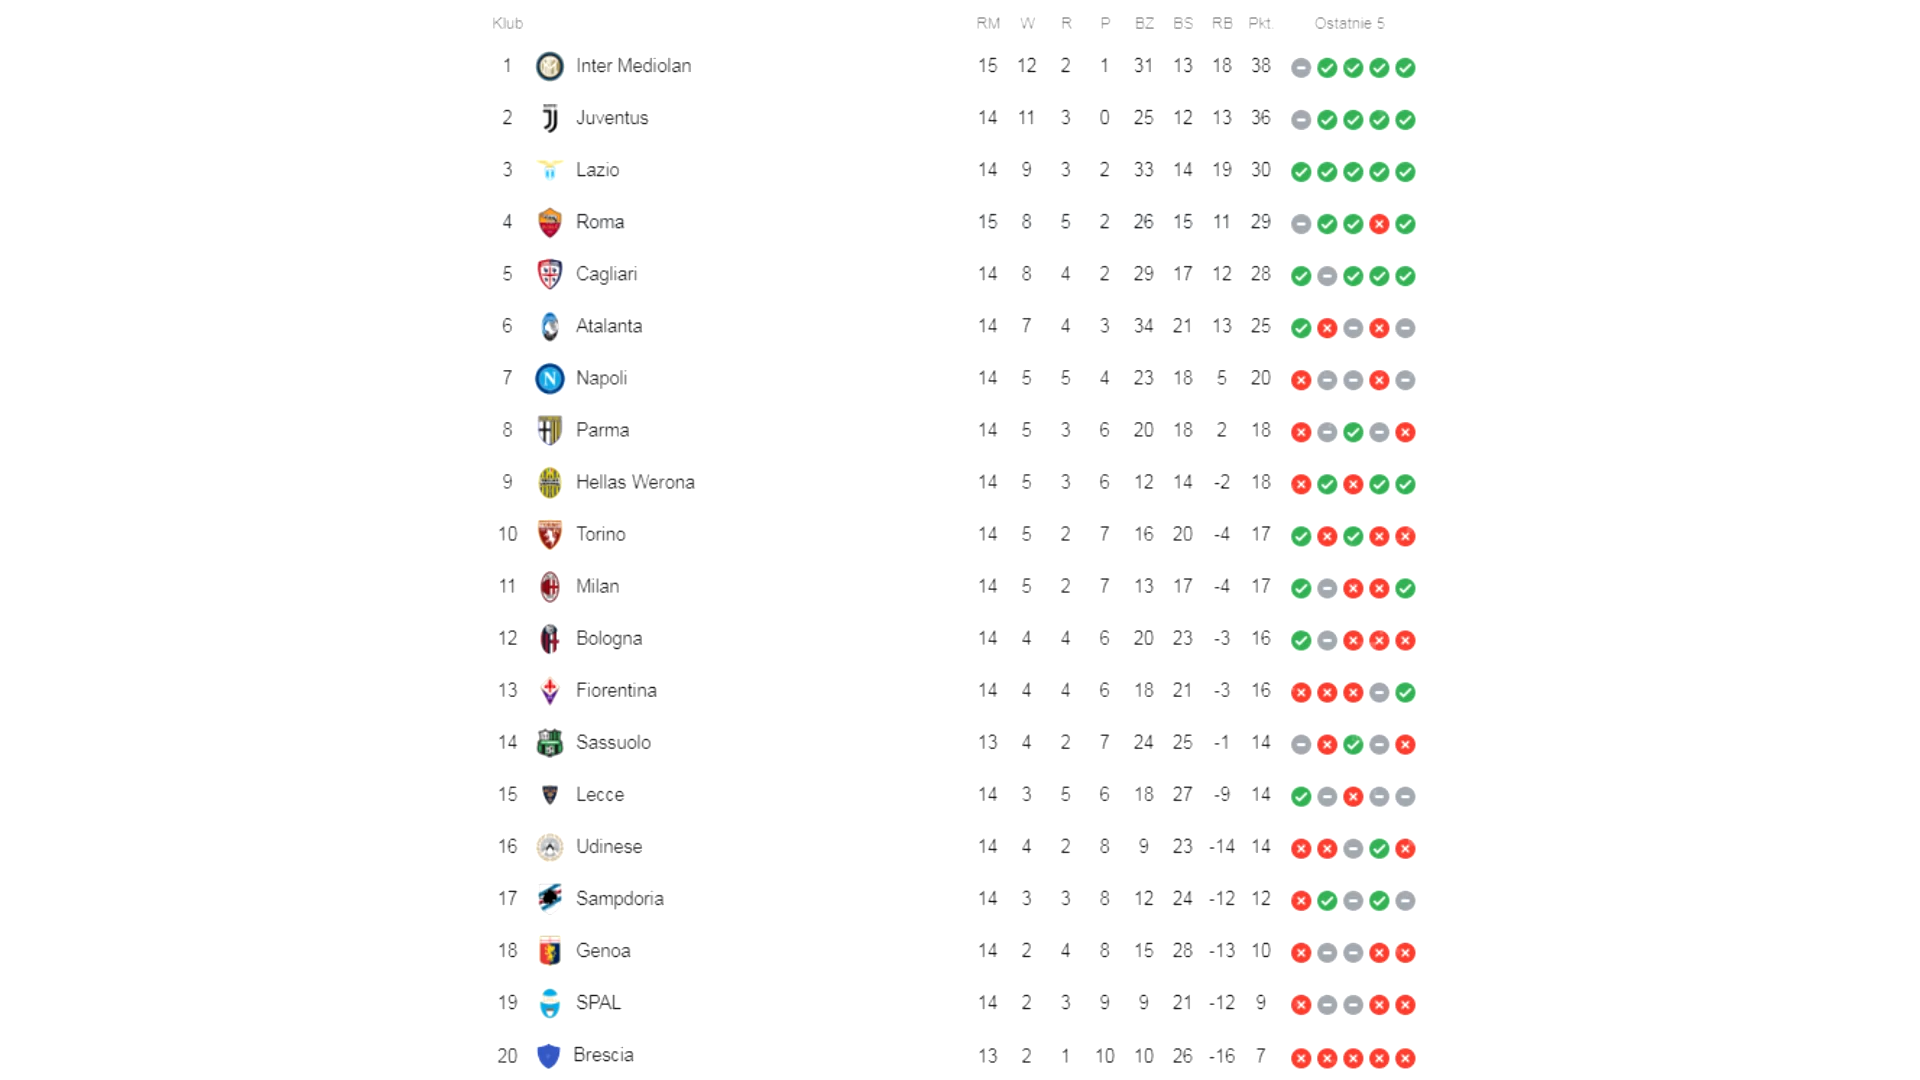 Klub RM W R P BZ BS RB Pkt. Ostatnie 5
1 Inter Mediolan 15 12 2 1 31 13 18 38
2 Juventus 14 11 3 0 25 12 13 36
3 Lazio 14 9 3 2 33 14 19 30
4 Roma 15 8 5 2 26 15 11 29
5 Cagliari 14 8 4 2 29 17 12 28
6 Atalanta 14 7 4 3 34 21 13 25
7 Napoli 14 5 5 4 23 18 5 20
8 Parma 14 5 3 6 20 18 2 18
9 Hellas Werona 14 5 3 6 12 14 -2 18
10 Torino 14 5 2 7 16 20 -4 17
11 Milan 14 5 2 7 13 17 -4 17
12 Bologna 14 4 4 6 20 23 -3 16
13 Fiorentina 14 4 4 6 18 21 -3 16
14 Sassuolo 13 4 2 7 24 25 -1 14
15 Lecce 14 3 5 6 18 27 -9 14
16 Udinese 14 4 2 8 9 23 -14 14
17 Sampdoria 14 3 3 8 12 24 -12 12
18 Genoa 14 2 4 8 15 28 -13 10
19 SPAL 14 2 3 9 9 21 -12 9
20 Brescia 13 2 1 10 10 26 -16 7